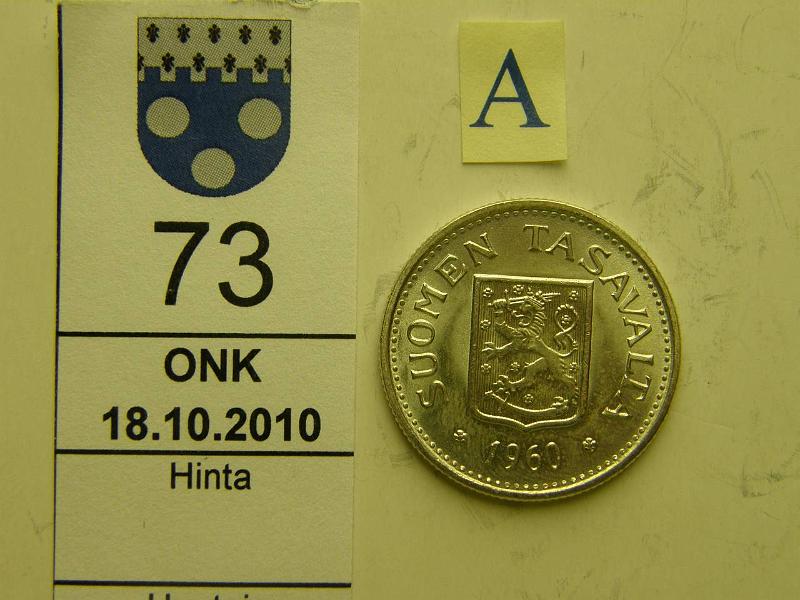 73
ONK
18.10.2010
Hinta
A
SUOMEN TASAVALTA
1960